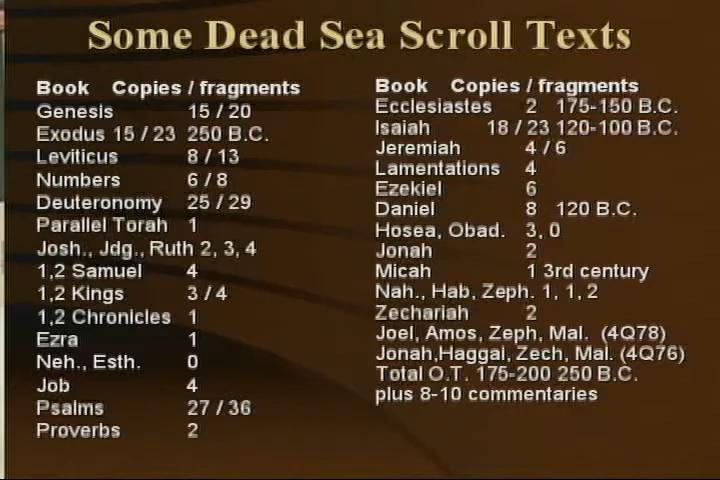 Some Dead Sea Scroll Texts
Book Copies / fragments
Genesis 15 / 20
Exodus 15 / 23 250 B.C.
Leviticus 8 / 13
Numbers 6 / 8
Deuteronomy 25 / 29
Parallel Torah 1
Josh., Jdg., Ruth 2, 3, 4
1,2 Samuel 4
1,2 Kings 3 / 4
1,2 Chronicles 1
Ezra 1
Neh., Esth. 0
Job 4
Psalms 27 / 36
Proverbs 2
Book Copies / fragments
Ecclesiastes 2 175-150 B.C.
Isaiah 18 / 23 120-100 B.C.
Jeremiah 4 / 6
Lamentations 4
Ezekiel 6
Daniel 8 120 B.C.
Hosea, Obad. 3, 0
Jonah 2
Micah 1 3rd century
Nah., Hab, Zeph. 1, 1, 2
Zechariah 2
Joel, Amos, Zeph, Mal. (4Q78)
Jonah,Haggai, Zech, Mal. (4Q76)
Total O.T. 175-200 250 B.C.
plus 8-10 commentaries